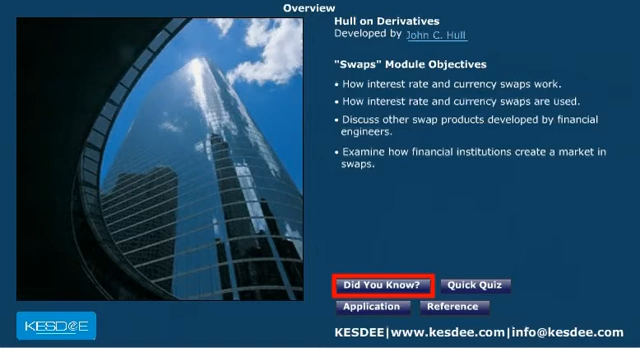 Overview
Hull on Derivatives
Developed by John C. Hull
"Swaps" Module Objectives
• How interest rate and currency swaps work.
• How interest rate and currency swaps are used.
• Discuss other swap products developed by financial
engineers.
• Examine how financial institutions create a market in
swaps.
Did You Know? Quick Quiz
Application Reference
KESD@E
KESDEE|www.kesdee.com|info@kesdee.com